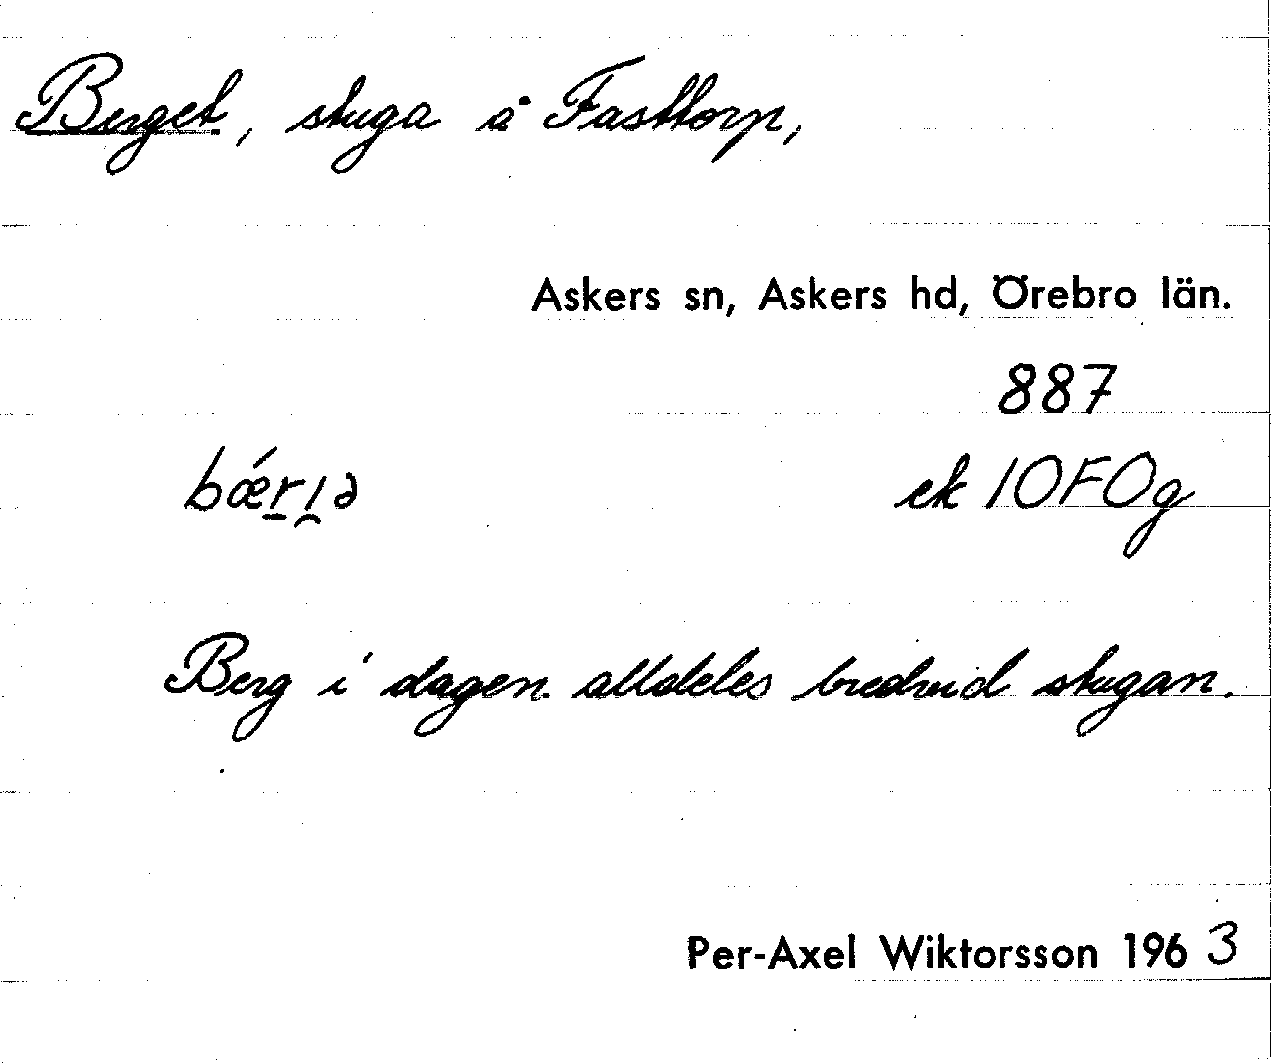 Berget, stuga å Fasttorp,
Askers sn, Askers hd, Örebro län.
887
bǽr̠ı̯ə ek 10F0g
Berg i dagen alldeles bredvid stugan.
Per-Axel Wiktorsson 1963